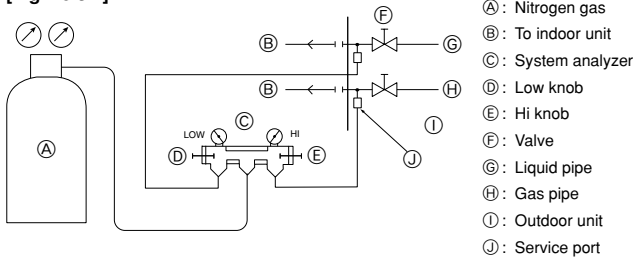 Ⓐ : Nitrogen gas
Ⓑ : To indoor unit
Ⓒ : System analyzer
Ⓓ : Low knob
Ⓔ : Hi knob
Ⓕ : Valve
Ⓖ : Liquid pipe
Ⓗ : Gas pipe
Ⓘ : Outdoor unit
Ⓙ : Service port
Ⓕ
Ⓑ Ⓖ
Ⓑ Ⓗ
Ⓒ Ⓘ
LOW HI
Ⓐ Ⓓ Ⓔ Ⓙ